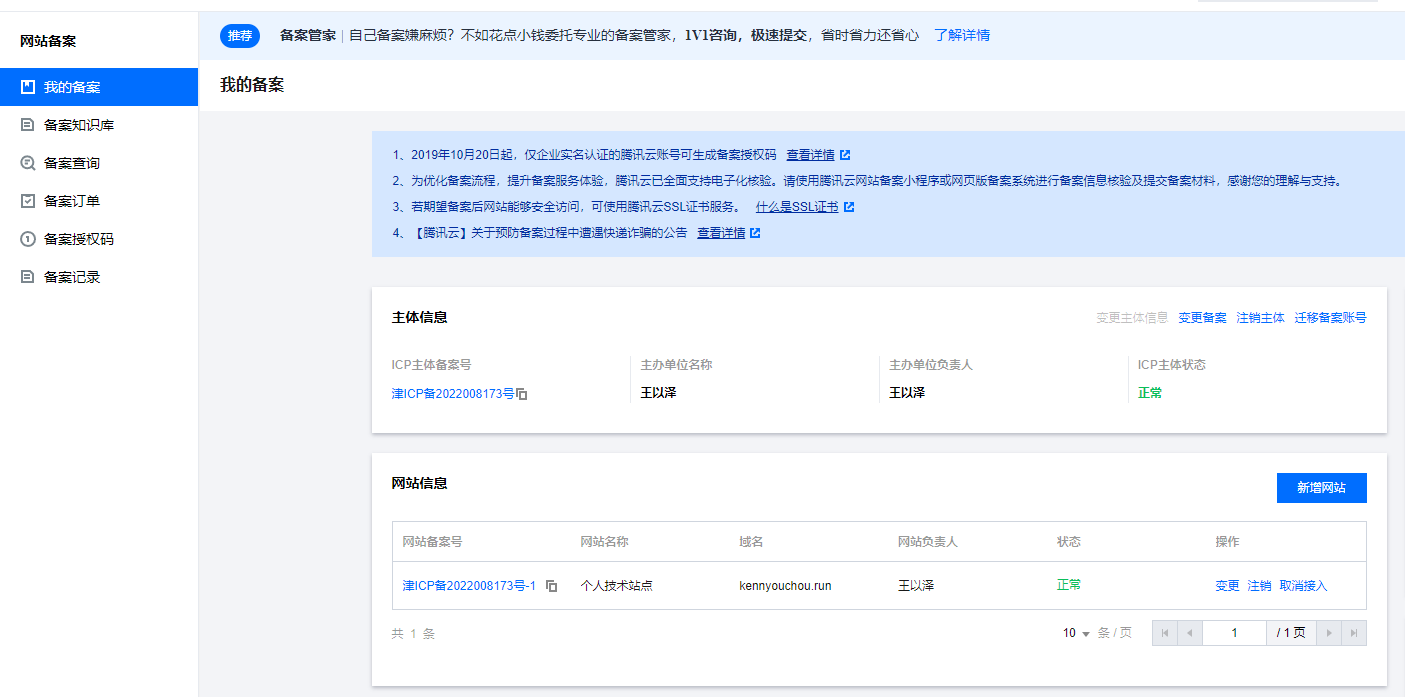 网站备案
我的备案
备案知识库
备案查询
备案订单
备案授权码
备案记录
推荐 备案管家 | 自己备案嫌麻烦？不如花点小钱委托专业的备案管家，1V1咨询，极速提交，省时省力还省心 了解详情
我的备案
1、2019年10月20日起，仅企业实名认证的腾讯云账号可生成备案授权码 查看详情
2、为优化备案流程，提升备案服务体验，腾讯云已全面支持电子化核验。请使用腾讯云网站备案小程序或网页版备案系统进行备案信息核验及提交备案材料，感谢您的理解与支持。
3、若期望备案后网站能够安全访问，可使用腾讯云SSL证书服务。 什么是SSL证书
4、【腾讯云】关于预防备案过程中遭遇快递诈骗的公告 查看详情
主体信息 变更主体信息 变更备案 注销主体 迁移备案账号
ICP主体备案号 主办单位名称 主办单位负责人 ICP主体状态
津ICP备2022008173号 王以泽 王以泽 正常
网站信息 新增网站
网站备案号 网站名称 域名 网站负责人 状态 操作
津ICP备2022008173号-1 个人技术站点 kennyouchou.run 王以泽 正常 变更 注销 取消接入
共 1 条 10 条 / 页 1 / 1 页